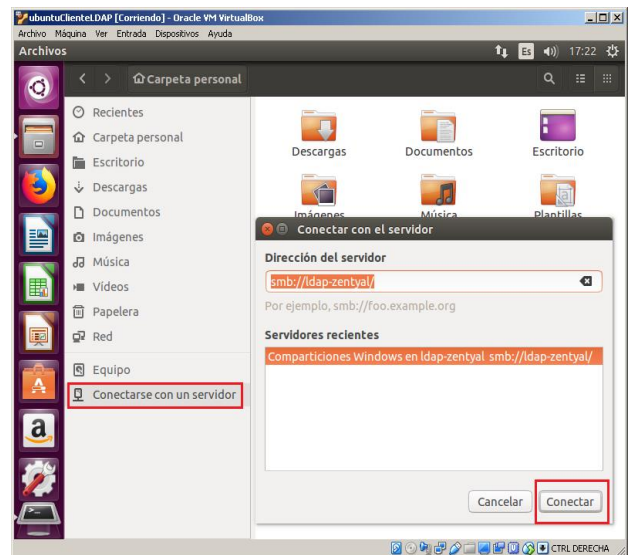 ubuntuClienteLDAP [Corriendo] - Oracle VM VirtualBox
Archivo Máquina Ver Entrada Dispositivos Ayuda
Archivos
Es
17:22
Carpeta personal
Recientes
Carpeta personal
Escritorio
Descargas
Documentos
Imágenes
Música
Vídeos
Papelera
Red
Equipo
Conectarse con un servidor
Descargas
Documentos
Escritorio
Imágenes
Música
Plantillas
Conectar con el servidor
Dirección del servidor
smb://ldap-zentyal/
Por ejemplo, smb://foo.example.org
Servidores recientes
Comparticiones Windows en ldap-zentyal smb://ldap-zentyal/
Cancelar
Conectar
CTRL DERECHA